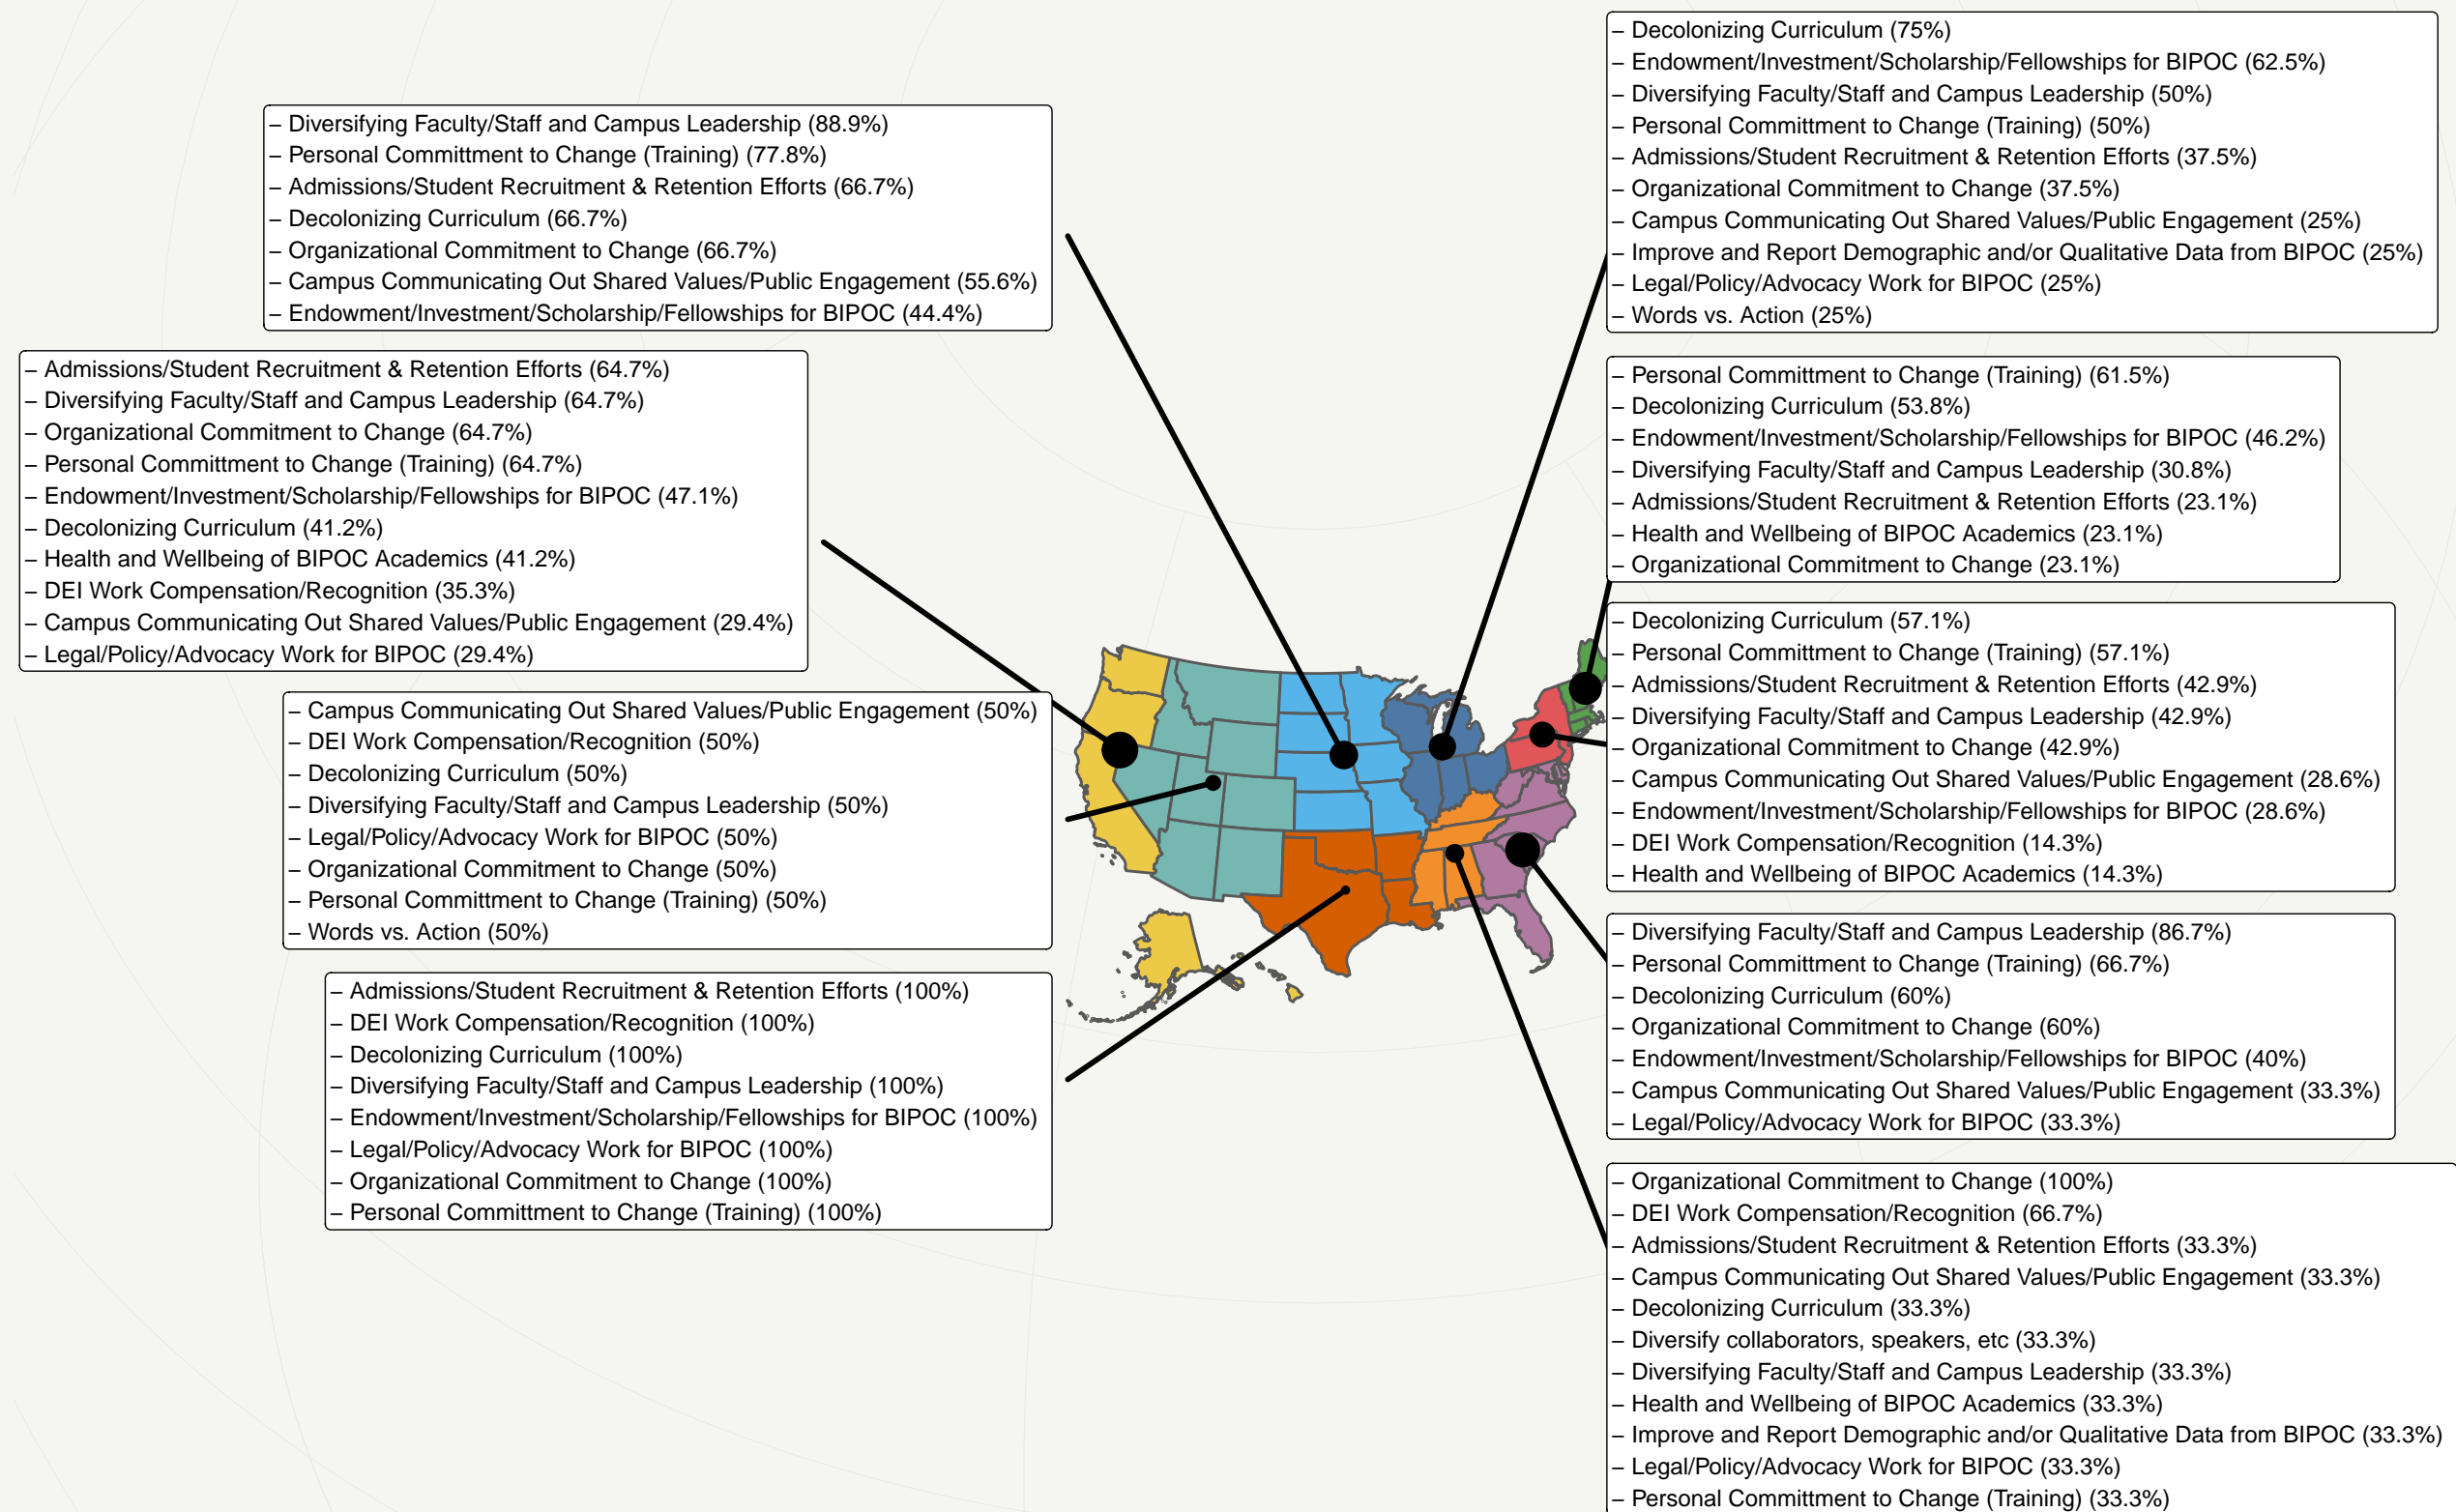 – Diversifying Faculty/Staff and Campus Leadership (88.9%)
– Personal Committment to Change (Training) (77.8%)
– Admissions/Student Recruitment & Retention Efforts (66.7%)
– Decolonizing Curriculum (66.7%)
– Organizational Commitment to Change (66.7%)
– Campus Communicating Out Shared Values/Public Engagement (55.6%)
– Endowment/Investment/Scholarship/Fellowships for BIPOC (44.4%)
– Admissions/Student Recruitment & Retention Efforts (64.7%)
– Diversifying Faculty/Staff and Campus Leadership (64.7%)
– Organizational Commitment to Change (64.7%)
– Personal Committment to Change (Training) (64.7%)
– Endowment/Investment/Scholarship/Fellowships for BIPOC (47.1%)
– Decolonizing Curriculum (41.2%)
– Health and Wellbeing of BIPOC Academics (41.2%)
– DEI Work Compensation/Recognition (35.3%)
– Campus Communicating Out Shared Values/Public Engagement (29.4%)
– Legal/Policy/Advocacy Work for BIPOC (29.4%)
– Campus Communicating Out Shared Values/Public Engagement (50%)
– DEI Work Compensation/Recognition (50%)
– Decolonizing Curriculum (50%)
– Diversifying Faculty/Staff and Campus Leadership (50%)
– Legal/Policy/Advocacy Work for BIPOC (50%)
– Organizational Commitment to Change (50%)
– Personal Committment to Change (Training) (50%)
– Words vs. Action (50%)
– Admissions/Student Recruitment & Retention Efforts (100%)
– DEI Work Compensation/Recognition (100%)
– Decolonizing Curriculum (100%)
– Diversifying Faculty/Staff and Campus Leadership (100%)
– Endowment/Investment/Scholarship/Fellowships for BIPOC (100%)
– Legal/Policy/Advocacy Work for BIPOC (100%)
– Organizational Commitment to Change (100%)
– Personal Committment to Change (Training) (100%)
– Decolonizing Curriculum (75%)
– Endowment/Investment/Scholarship/Fellowships for BIPOC (62.5%)
– Diversifying Faculty/Staff and Campus Leadership (50%)
– Personal Committment to Change (Training) (50%)
– Admissions/Student Recruitment & Retention Efforts (37.5%)
– Organizational Commitment to Change (37.5%)
– Campus Communicating Out Shared Values/Public Engagement (25%)
– Improve and Report Demographic and/or Qualitative Data from BIPOC (25%)
– Legal/Policy/Advocacy Work for BIPOC (25%)
– Words vs. Action (25%)
– Personal Committment to Change (Training) (61.5%)
– Decolonizing Curriculum (53.8%)
– Endowment/Investment/Scholarship/Fellowships for BIPOC (46.2%)
– Diversifying Faculty/Staff and Campus Leadership (30.8%)
– Admissions/Student Recruitment & Retention Efforts (23.1%)
– Health and Wellbeing of BIPOC Academics (23.1%)
– Organizational Commitment to Change (23.1%)
– Decolonizing Curriculum (57.1%)
– Personal Committment to Change (Training) (57.1%)
– Admissions/Student Recruitment & Retention Efforts (42.9%)
– Diversifying Faculty/Staff and Campus Leadership (42.9%)
– Organizational Commitment to Change (42.9%)
– Campus Communicating Out Shared Values/Public Engagement (28.6%)
– Endowment/Investment/Scholarship/Fellowships for BIPOC (28.6%)
– DEI Work Compensation/Recognition (14.3%)
– Health and Wellbeing of BIPOC Academics (14.3%)
– Diversifying Faculty/Staff and Campus Leadership (86.7%)
– Personal Committment to Change (Training) (66.7%)
– Decolonizing Curriculum (60%)
– Organizational Commitment to Change (60%)
– Endowment/Investment/Scholarship/Fellowships for BIPOC (40%)
– Campus Communicating Out Shared Values/Public Engagement (33.3%)
– Legal/Policy/Advocacy Work for BIPOC (33.3%)
– Organizational Commitment to Change (100%)
– DEI Work Compensation/Recognition (66.7%)
– Admissions/Student Recruitment & Retention Efforts (33.3%)
– Campus Communicating Out Shared Values/Public Engagement (33.3%)
– Decolonizing Curriculum (33.3%)
– Diversify collaborators, speakers, etc (33.3%)
– Diversifying Faculty/Staff and Campus Leadership (33.3%)
– Health and Wellbeing of BIPOC Academics (33.3%)
– Improve and Report Demographic and/or Qualitative Data from BIPOC (33.3%)
– Legal/Policy/Advocacy Work for BIPOC (33.3%)
– Personal Committment to Change (Training) (33.3%)